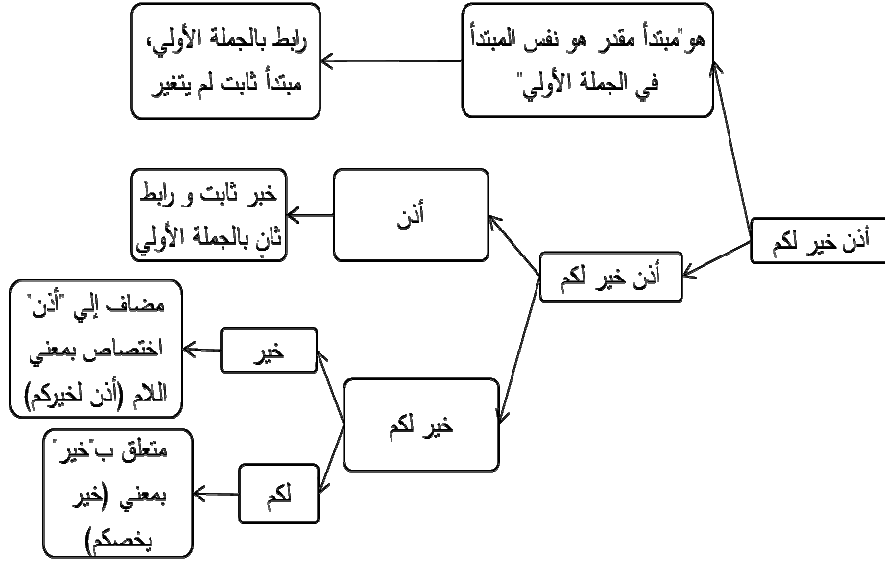 هو"مبتدأ مقدر هو نفس المبتدأ
في الجملة الأولي"
رابط بالجملة الأولي،
مبتدأ ثابت لم يتغير
أذن خير لكم
أذن خير لكم
أذن
خبر ثابت و رابط
ثانٍ بالجملة الأولي
خير لكم
خير
مضاف إلي "أذن"
اختصاص بمعني
اللام (أذن لخيركم)
لكم
متعلق ب"خير"
بمعني (خير
يخصكم)